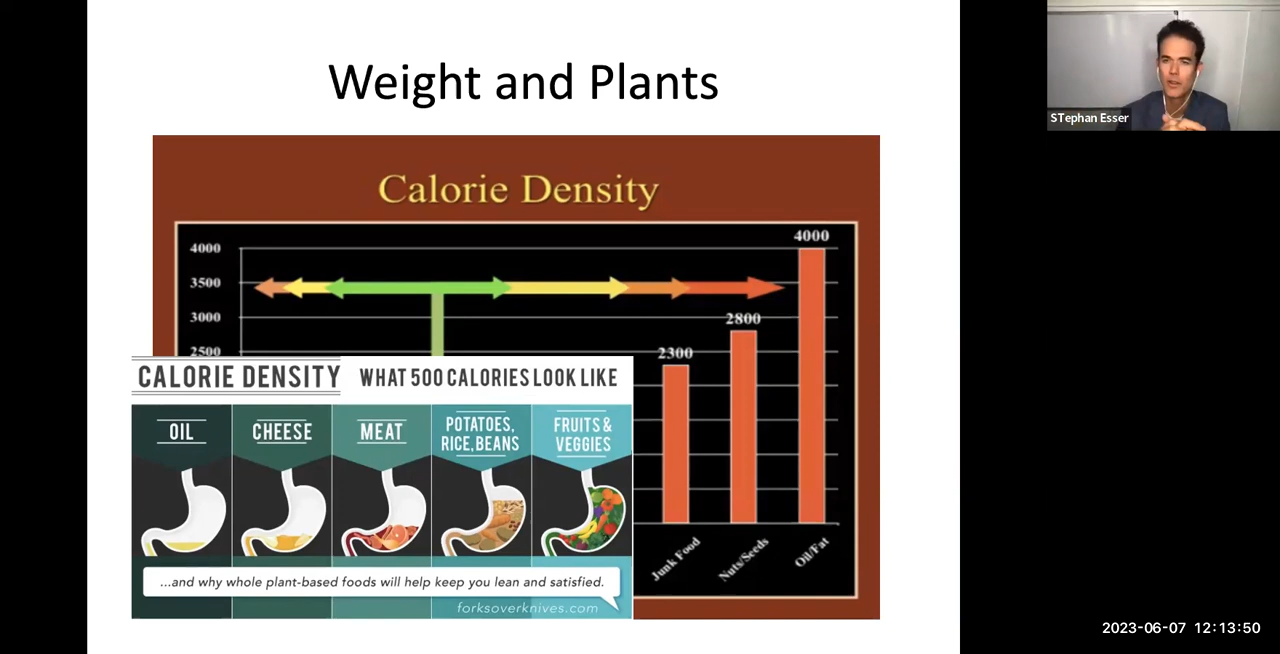 Weight and Plants
STephan Esser
Calorie Density
4000
4000
3500
3000
2800
2500
2300
CALORIE DENSITY WHAT 500 CALORIES LOOK LIKE
OIL
CHEESE
MEAT
POTATOES,
RICE, BEANS
FRUITS &
VEGGIES
Junk Food
Nuts/Seeds
Oil/Fat
...and why whole plant-based foods will help keep you lean and satisfied.
forksoverknives.com
2023-06-07 12:13:50